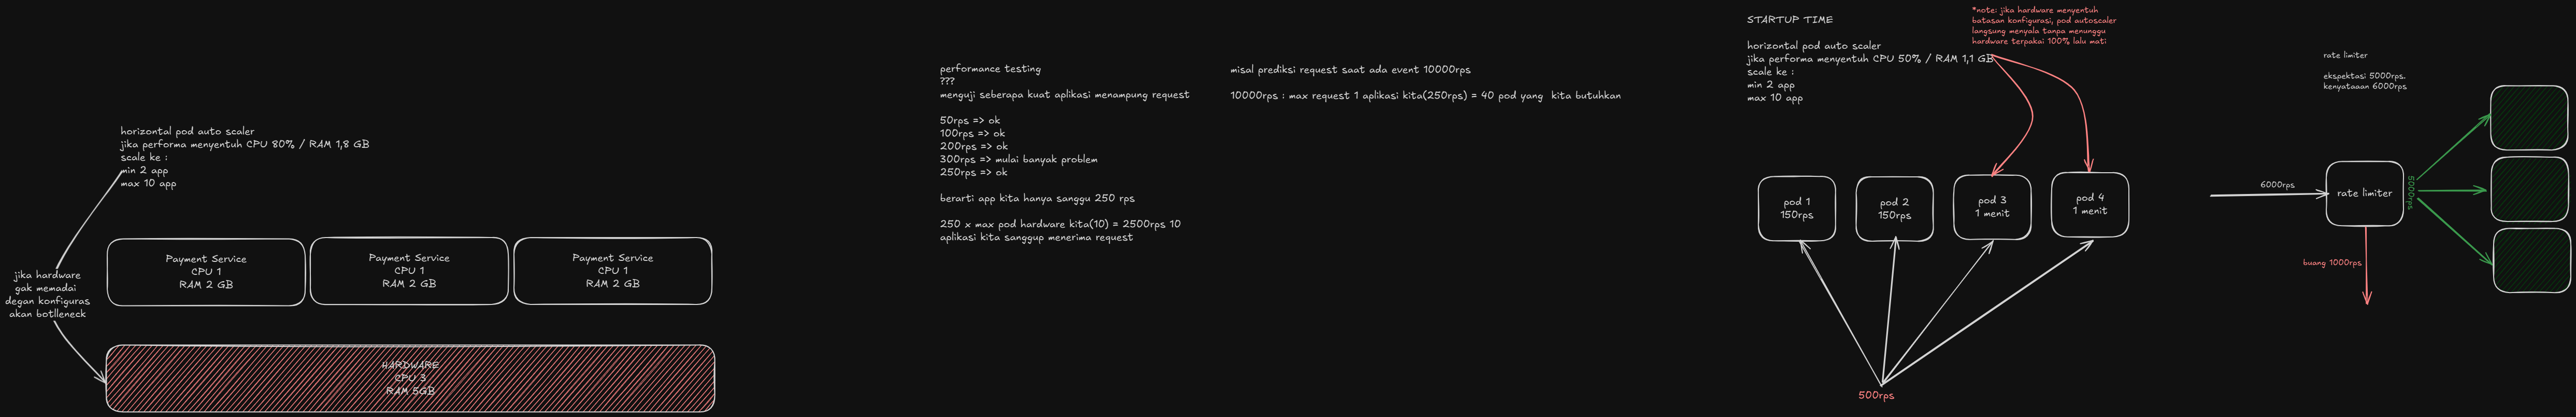 horizontal pod auto scaler
jika performa menyentuh CPU 80% / RAM 1,8 GB
scale ke :
min 2 app
max 10 app
jika hardware
gak memadai
degan konfiguras
akan botlleneck
Payment Service
CPU 1
RAM 2 GB
Payment Service
CPU 1
RAM 2 GB
Payment Service
CPU 1
RAM 2 GB
HARDWARE
CPU 3
RAM 5GB
performance testing
???
menguji seberapa kuat aplikasi menampung request
50rps => ok
100rps => ok
200rps => ok
300rps => mulai banyak problem
250rps => ok
berarti app kita hanya sanggu 250 rps
250 x max pod hardware kita(10) = 2500rps 10
aplikasi kita sanggup menerima request
misal prediksi request saat ada event 10000rps
10000rps : max request 1 aplikasi kita(250rps) = 40 pod yang kita butuhkan
STARTUP TIME
horizontal pod auto scaler
jika performa menyentuh CPU 50% / RAM 1,1 GB
scale ke :
min 2 app
max 10 app
*note: jika hardware menyentuh
batasan konfigurasi, pod autoscaler
langsung menyala tanpa menunggu
hardware terpakai 100% lalu mati
pod 1
150rps
pod 2
150rps
pod 3
1 menit
pod 4
1 menit
500rps
rate limiter
ekspektasi 5000rps.
kenyataaan 6000rps
6000rps
rate limiter
5000rps
buang 1000rps